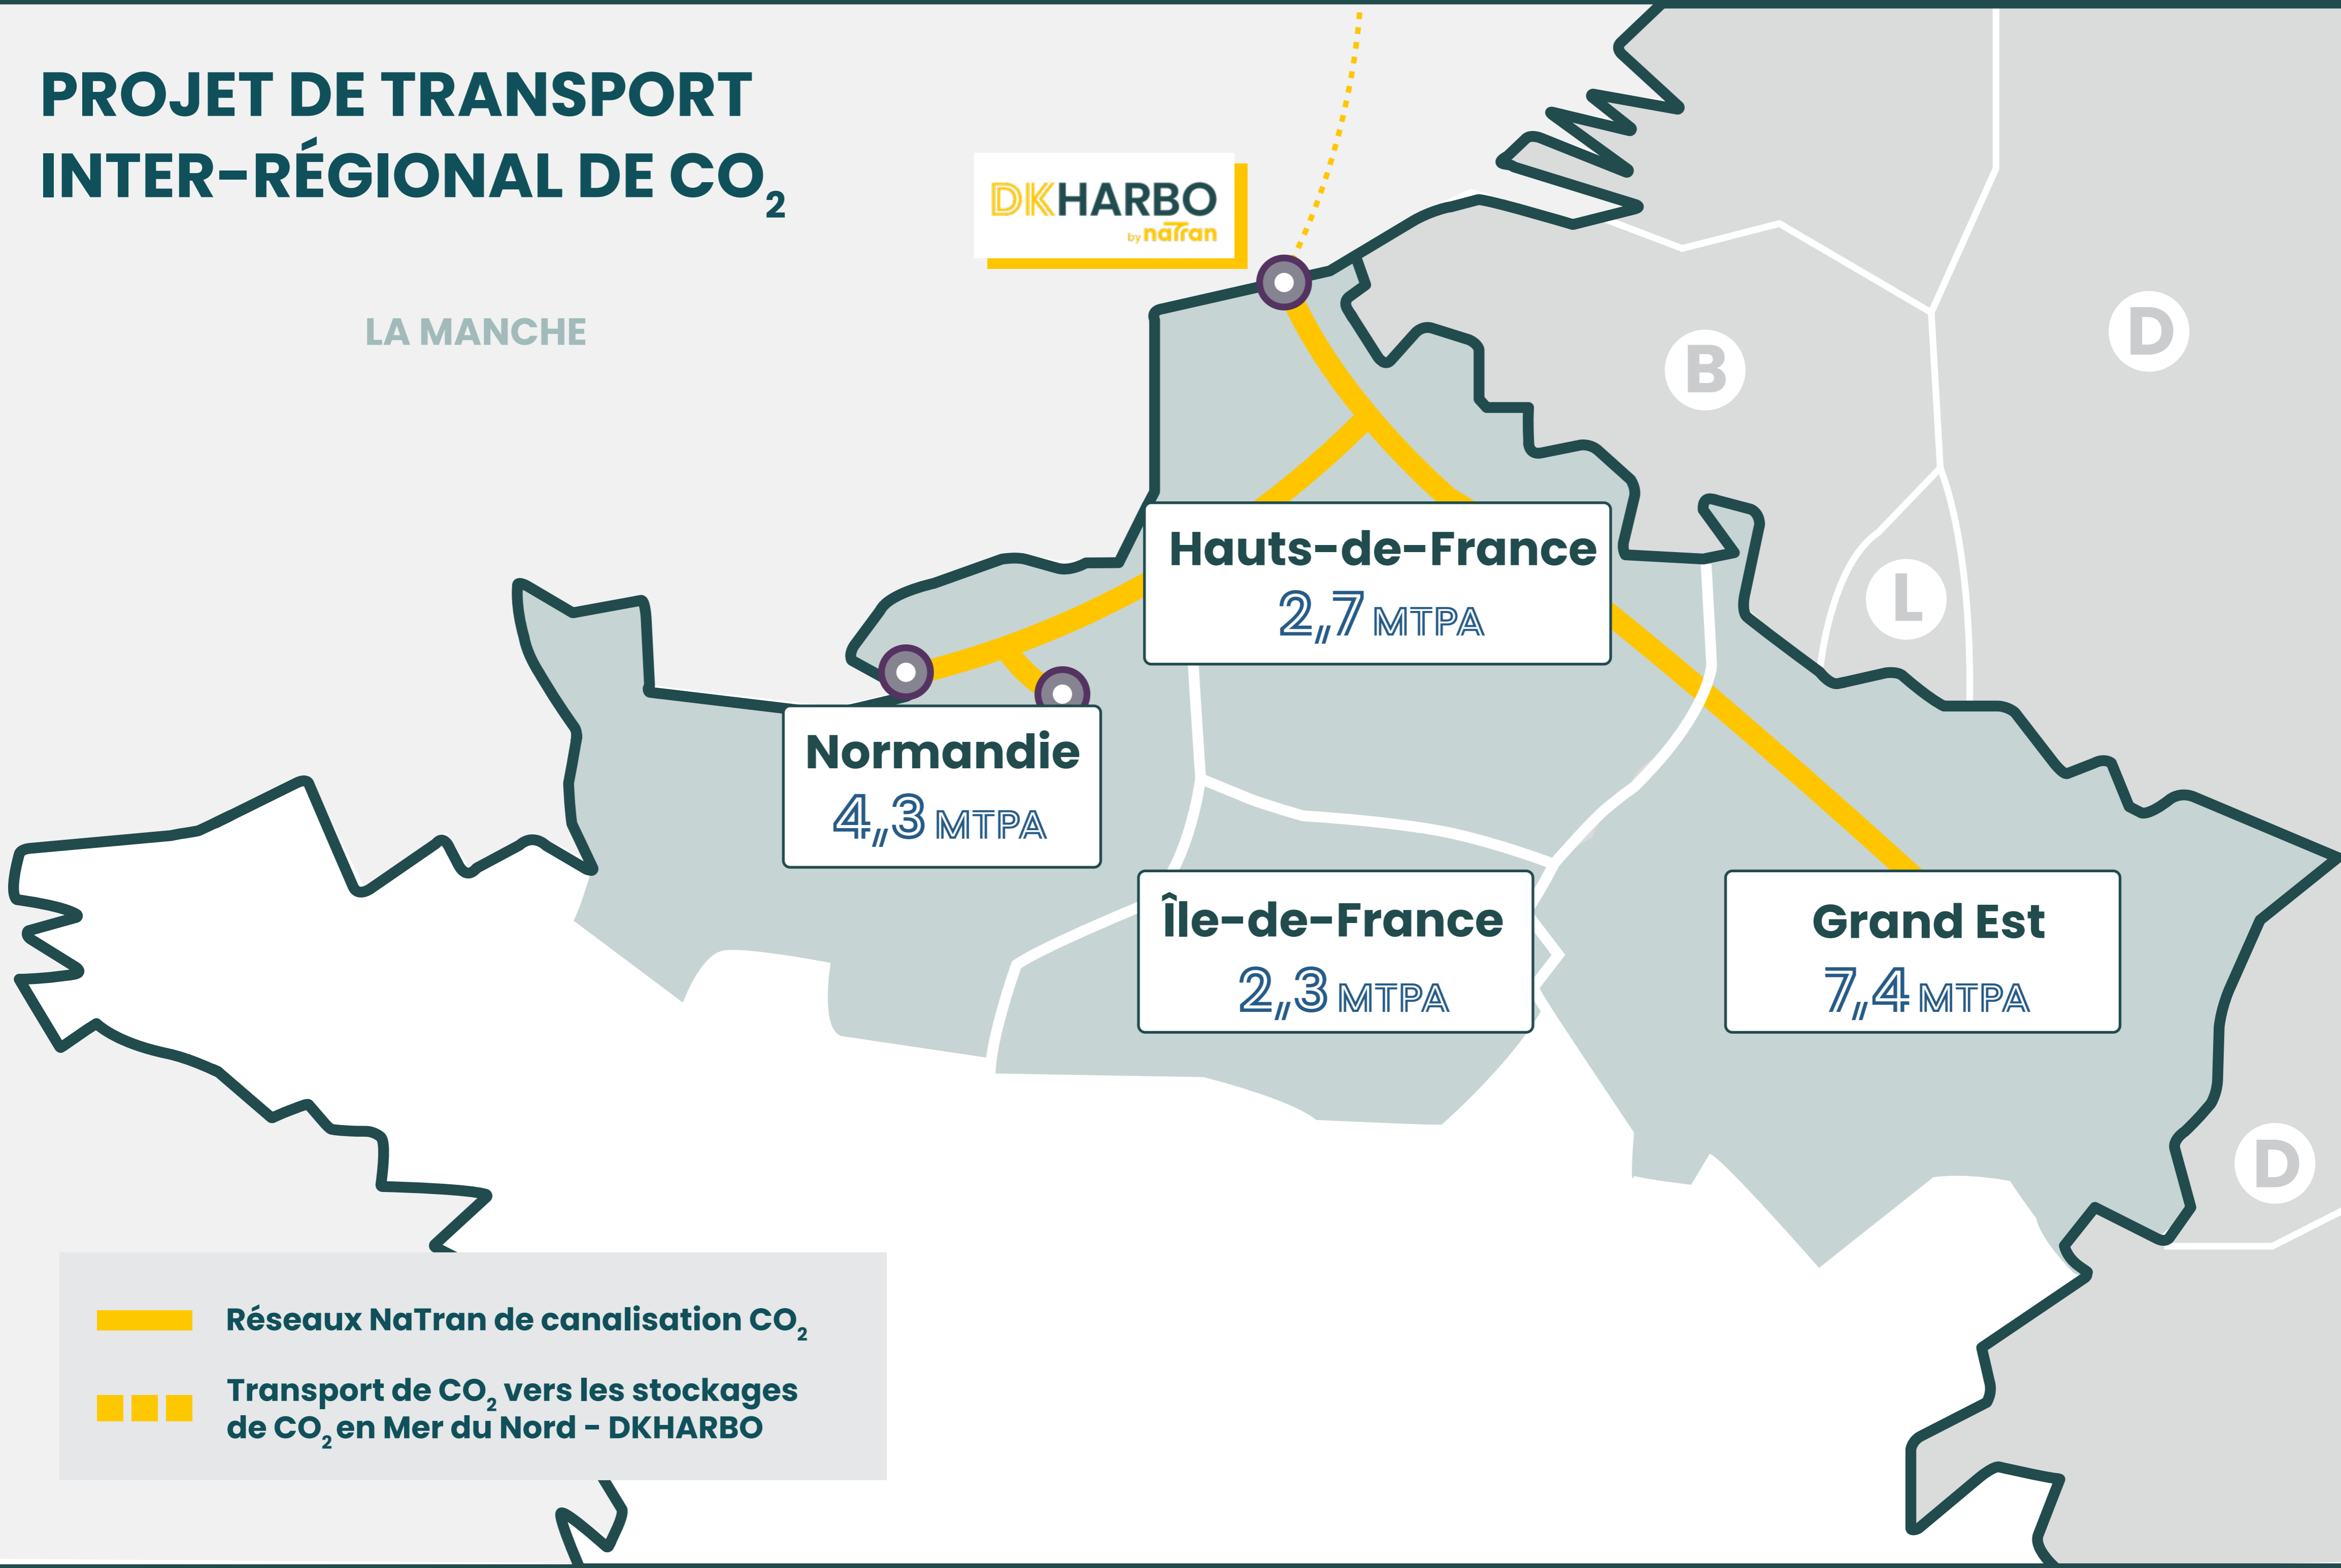 PROJET DE TRANSPORT
INTER-RÉGIONAL DE CO₂
DKHARBO
by naTran
LA MANCHE
B
D
L
Hauts-de-France
2,7 MTPA
Normandie
4,3 MTPA
Île-de-France
2,3 MTPA
Grand Est
7,4 MTPA
D
Réseaux NaTran de canalisation CO₂
Transport de CO₂ vers les stockages
de CO₂ en Mer du Nord - DKHARBO